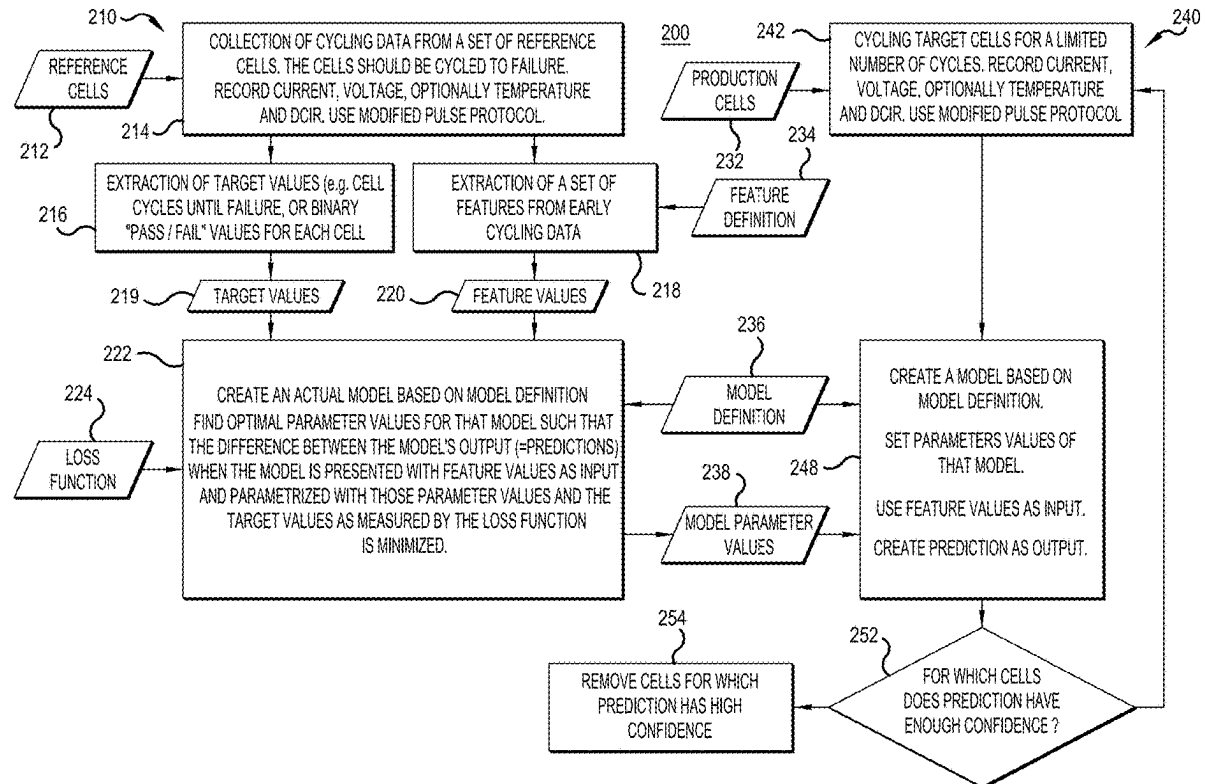 210
REFERENCE
CELLS
212
COLLECTION OF CYCLING DATA FROM A SET OF REFERENCE
CELLS. THE CELLS SHOULD BE CYCLED TO FAILURE.
RECORD CURRENT, VOLTAGE, OPTIONALLY TEMPERATURE
AND DCIR. USE MODIFIED PULSE PROTOCOL.
214
200
PRODUCTION
CELLS
232
242
CYCLING TARGET CELLS FOR A LIMITED
NUMBER OF CYCLES. RECORD CURRENT,
VOLTAGE, OPTIONALLY TEMPERATURE
AND DCIR. USE MODIFIED PULSE PROTOCOL
240
216
EXTRACTION OF TARGET VALUES (e.g. CELL
CYCLES UNTIL FAILURE, OR BINARY
"PASS / FAIL" VALUES FOR EACH CELL
EXTRACTION OF A SET OF
FEATURES FROM EARLY
CYCLING DATA
218
234
FEATURE
DEFINITION
219
TARGET VALUES
220
FEATURE VALUES
222
CREATE AN ACTUAL MODEL BASED ON MODEL DEFINITION
FIND OPTIMAL PARAMETER VALUES FOR THAT MODEL SUCH THAT
THE DIFFERENCE BETWEEN THE MODEL'S OUTPUT (=PREDICTIONS)
WHEN THE MODEL IS PRESENTED WITH FEATURE VALUES AS INPUT
AND PARAMETRIZED WITH THOSE PARAMETER VALUES AND THE
TARGET VALUES AS MEASURED BY THE LOSS FUNCTION
IS MINIMIZED.
224
LOSS
FUNCTION
236
MODEL
DEFINITION
238
MODEL PARAMETER
VALUES
248
CREATE A MODEL BASED ON
MODEL DEFINITION.
SET PARAMETERS VALUES OF
THAT MODEL.
USE FEATURE VALUES AS INPUT.
CREATE PREDICTION AS OUTPUT.
254
REMOVE CELLS FOR WHICH
PREDICTION HAS HIGH
CONFIDENCE
252
FOR WHICH CELLS
DOES PREDICTION HAVE
ENOUGH CONFIDENCE ?